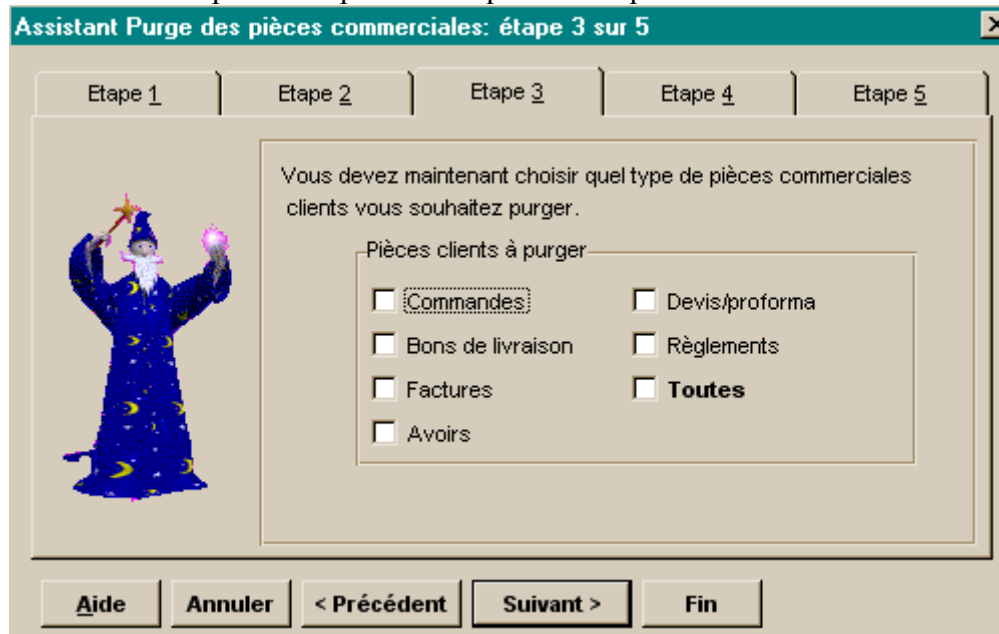 Assistant Purge des pièces commerciales: étape 3 sur 5
Etape 1 Etape 2 Etape 3 Etape 4 Etape 5
Vous devez maintenant choisir quel type de pièces commerciales
clients vous souhaitez purger.
Pièces clients à purger
Commandes Devis/proforma
Bons de livraison Règlements
Factures Toutes
Avoirs
Aide Annuler < Précédent Suivant > Fin